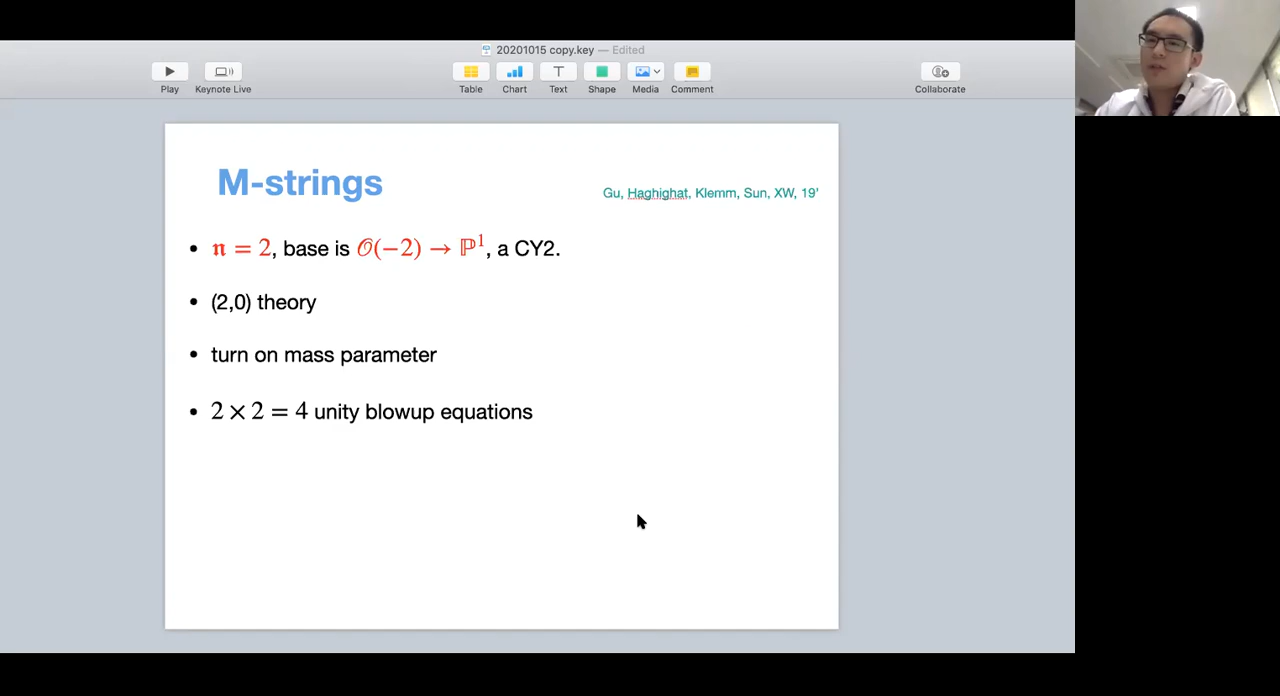 20201015 copy.key — Edited
Play
Keynote Live
Table
Chart
Text
Shape
Media
Comment
Collaborate
M-strings
Gu, Haghighat, Klemm, Sun, XW, 19'
• 𝔫 = 2, base is 𝒪(−2) → ℙ¹, a CY2.
• (2,0) theory
• turn on mass parameter
• 2 × 2 = 4 unity blowup equations